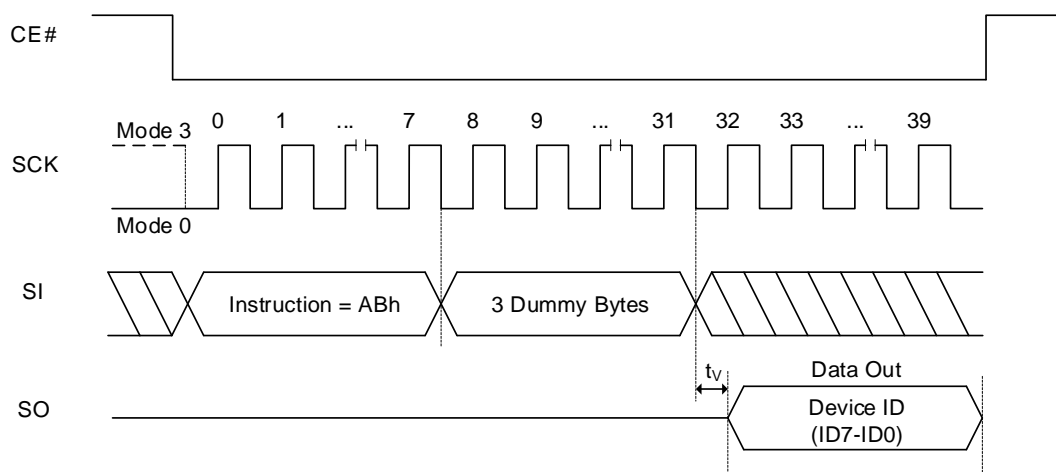 CE#
0 1 ... 7 8 9 ... 31 32 33 ... 39
Mode 3
SCK
Mode 0
SI
Instruction = ABh
3 Dummy Bytes
tV
Data Out
SO
Device ID
(ID7-ID0)